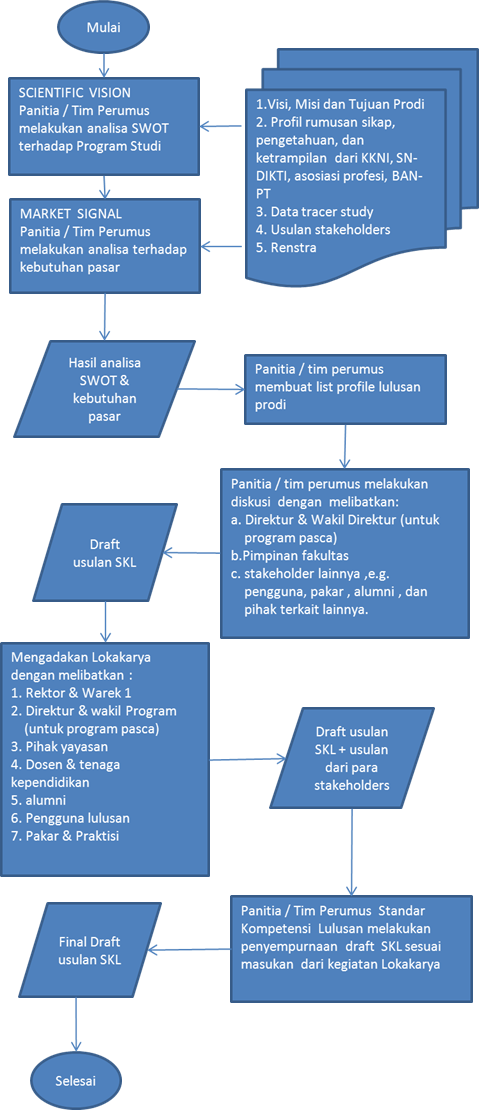 Mulai
SCIENTIFIC VISION
Panitia / Tim Perumus
melakukan analisa SWOT
terhadap Program Studi
1.Visi, Misi dan Tujuan Prodi
2. Profil rumusan sikap,
pengetahuan, dan
ketrampilan dari KKNI, SN-
DIKTI, asosiasi profesi, BAN-
PT
3. Data tracer study
4. Usulan stakeholders
5. Renstra
MARKET SIGNAL
Panitia / Tim Perumus
melakukan analisa terhadap
kebutuhan pasar
Hasil analisa
SWOT &
kebutuhan
pasar
Panitia / tim perumus
membuat list profile lulusan
prodi
Panitia / tim perumus melakukan
diskusi dengan melibatkan:
a. Direktur & Wakil Direktur (untuk
program pasca)
b.Pimpinan fakultas
c. stakeholder lainnya ,e.g.
pengguna, pakar , alumni , dan
pihak terkait lainnya.
Draft
usulan SKL
Mengadakan Lokakarya
dengan melibatkan :
1. Rektor & Warek 1
2. Direktur & wakil Program
(untuk program pasca)
3. Pihak yayasan
4. Dosen & tenaga
kependidikan
5. alumni
6. Pengguna lulusan
7. Pakar & Praktisi
Draft usulan
SKL + usulan
dari para
stakeholders
Panitia / Tim Perumus Standar
Kompetensi Lulusan melakukan
penyempurnaan draft SKL sesuai
masukan dari kegiatan Lokakarya
Final Draft
usulan SKL
Selesai